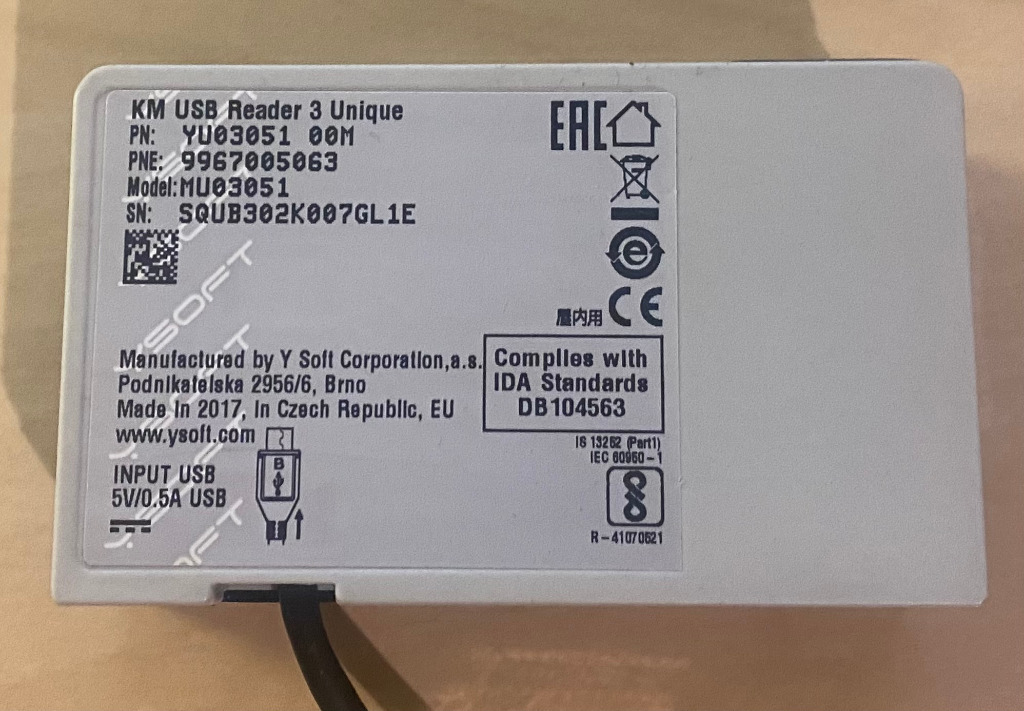 KM USB Reader 3 Unique
PN: YU03051 00M
PNE: 9967005063
Model:MU03051
SN: SQUB302K007GL1E
EAC
e
CE
屋内用
Manufactured by Y Soft Corporation,a.s.
Podnikatelska 2956/6, Brno
Made in 2017, in Czech Republic, EU
www.ysoft.com
Complies with
IDA Standards
DB104563
IS 13252 (Part1)
IEC 60950-1
R-41070621
INPUT USB
5V/0.5A USB
B
YSOFT
YSOFT
YSOFT